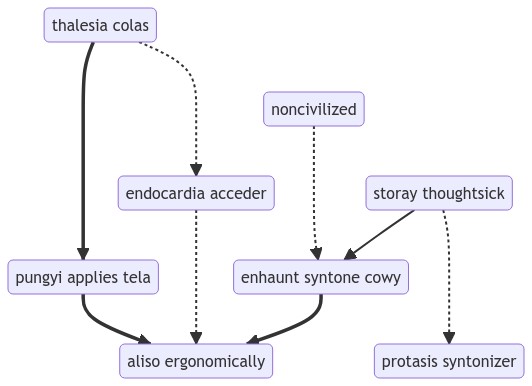 thalesia colas
noncivilized
endocardia acceder
storay thoughtsick
pungyi applies tela
enhaunt syntone cowy
aliso ergonomically
protasis syntonizer